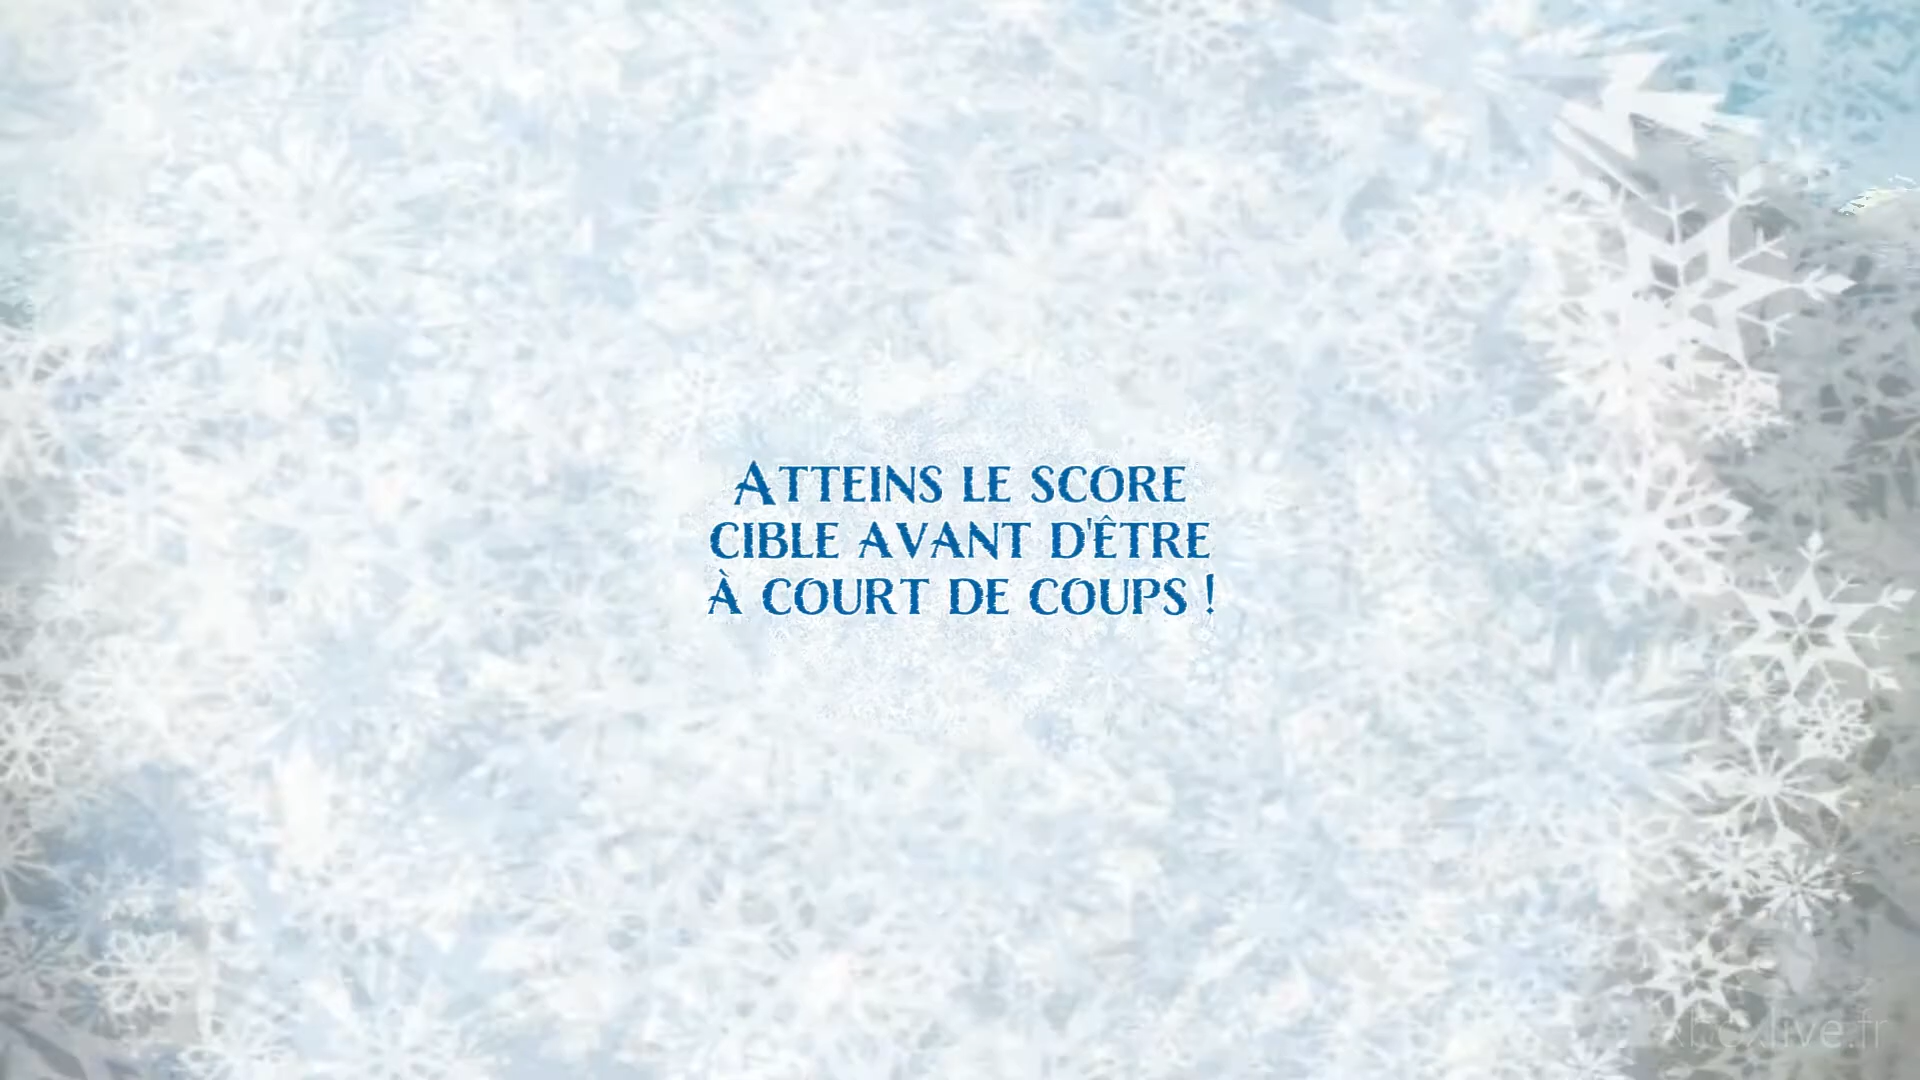 Atteins le score
cible avant d'être
à court de coups !